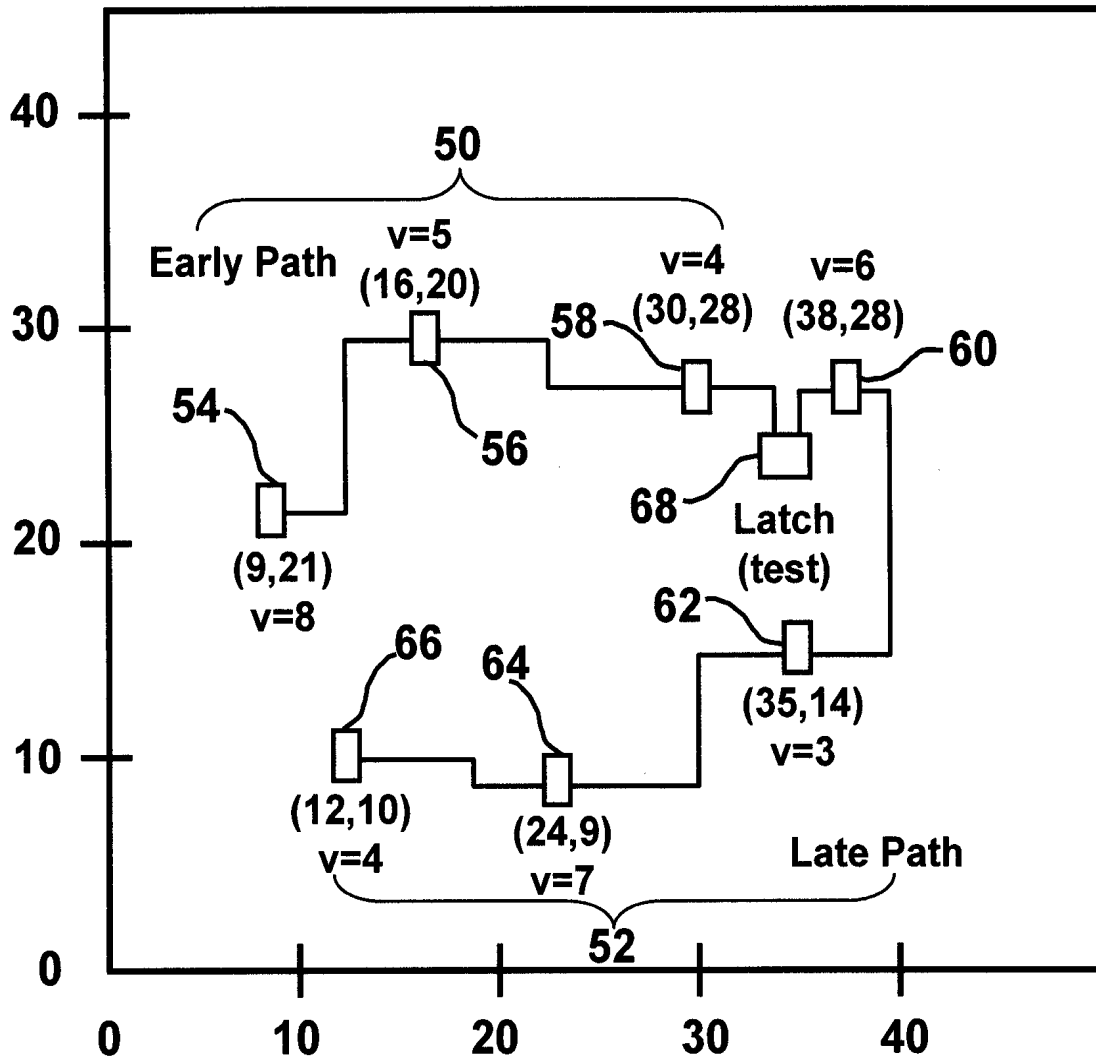 40
50
v=5
Early Path
(16,20)
v=4
(30,28)
v=6
(38,28)
30
58
60
54
56
68
Latch
(test)
20
(9,21)
v=8
62
66
64
(35,14)
v=3
10
(12,10)
v=4
(24,9)
v=7
Late Path
52
0
0
10
20
30
40